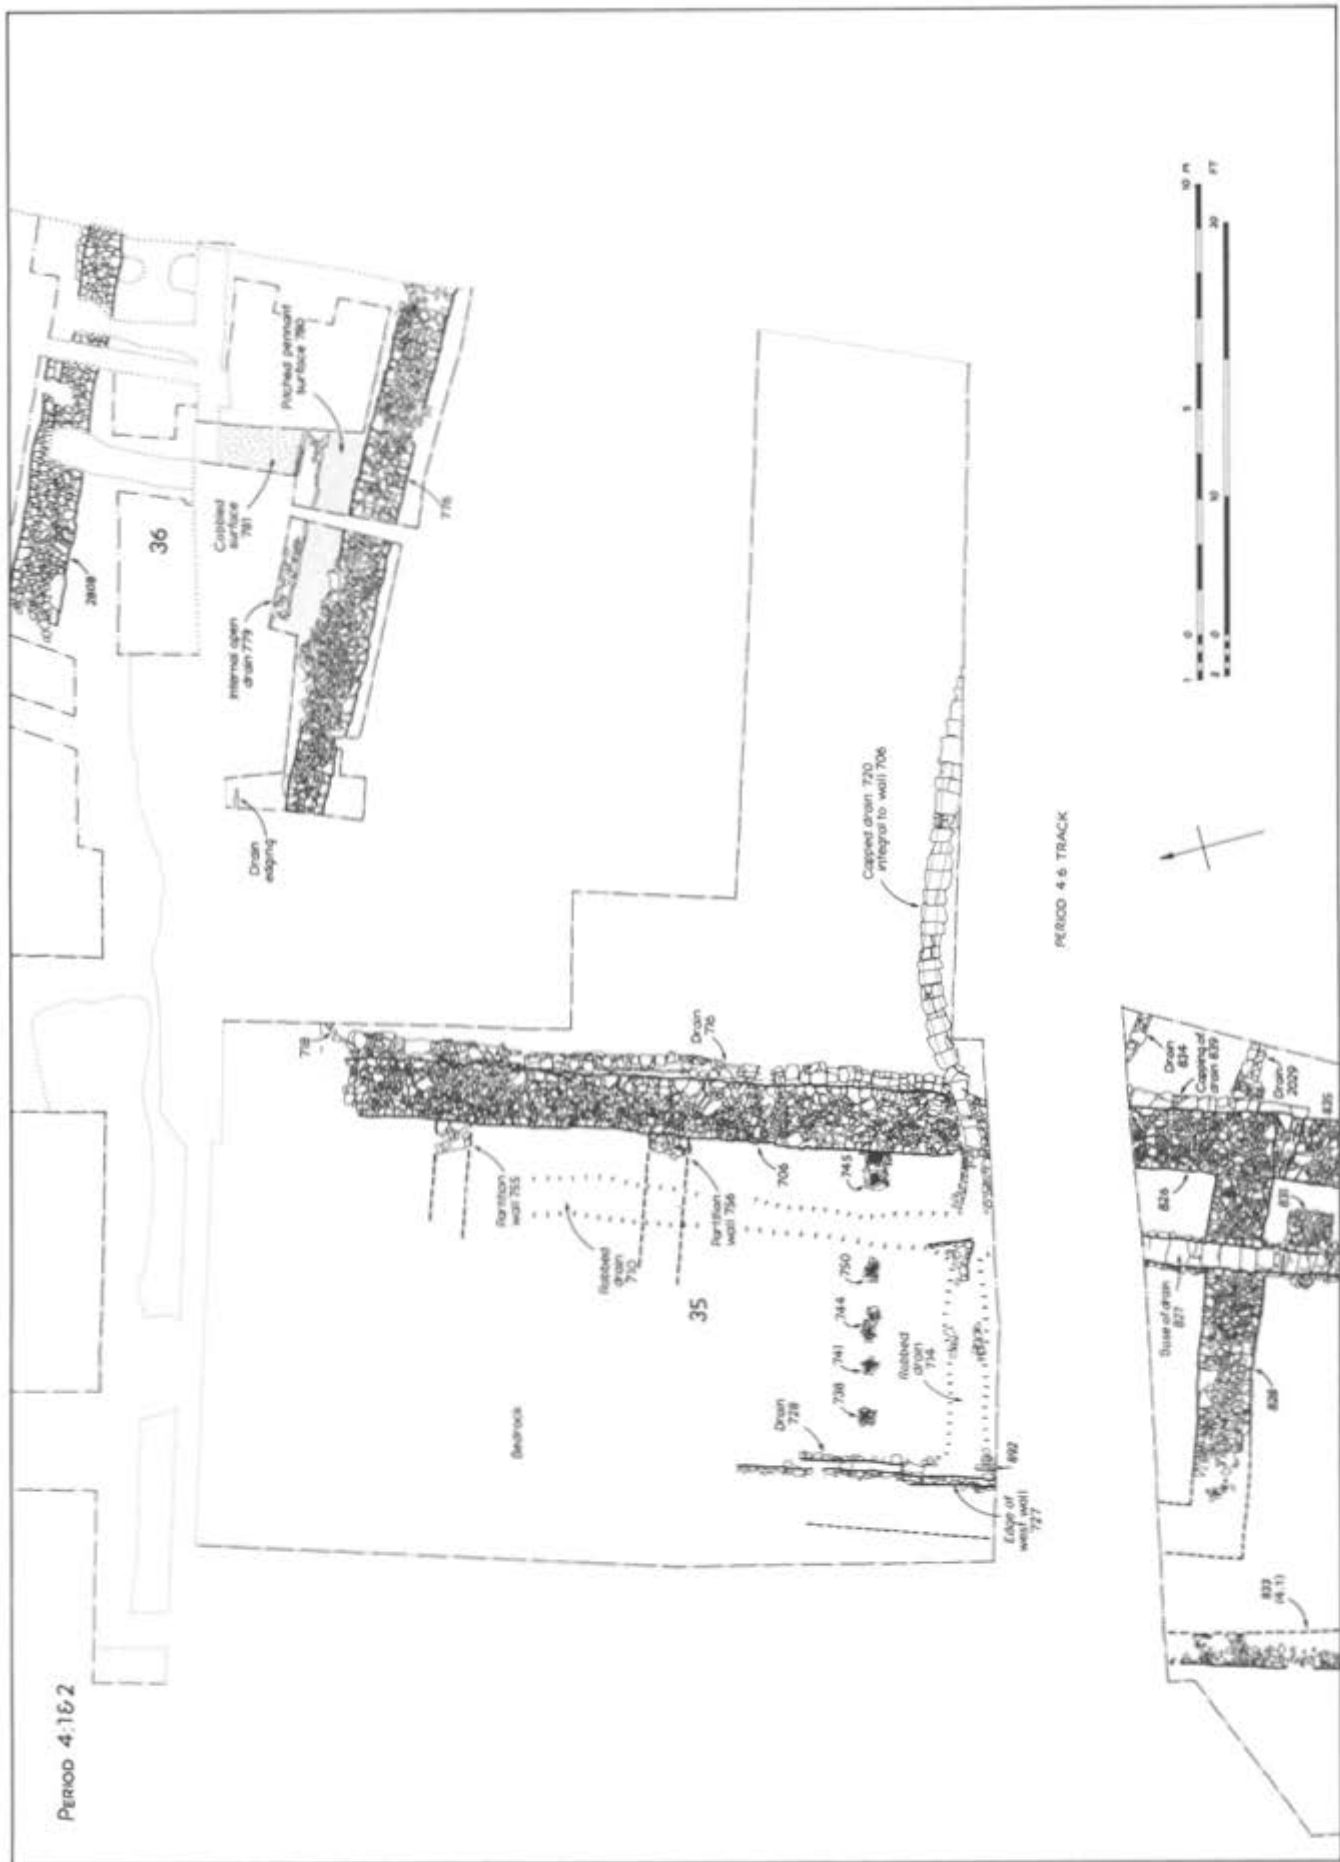 PERIOD 4:1&2
2808
36
Cobbled
surface
781
Pitched pennant
surface 780
776
Internal open
drain 779
Drain
edging
718
Drain
716
Partition
wall 755
Robbed
drain
710
Partition
wall 756
706
745
35
Bedrock
750
744
741
738
Drain
728
Robbed
drain
714
892
Edge of
west wall
727
Capped drain 720
integral to wall 706
PERIOD 4·6 TRACK
1 0 5 10 M
2 0 10 30 FT
Drain
834
Capping of
drain 839
Drain
2029
835
826
831
Base of drain
827
828
833
(4:1)